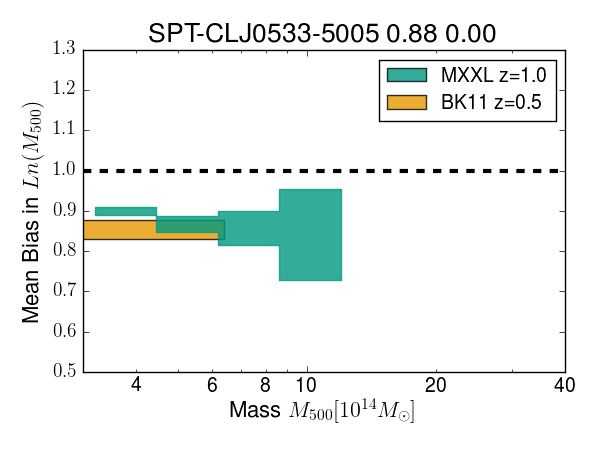 SPT-CLJ0533-5005 0.88 0.00
MXXL z=1.0
BK11 z=0.5
Mean Bias in Ln(M₅₀₀)
1.3
1.2
1.1
1.0
0.9
0.8
0.7
0.6
0.5
4 6 8 10 20 40
Mass M₅₀₀[10¹⁴M☉]